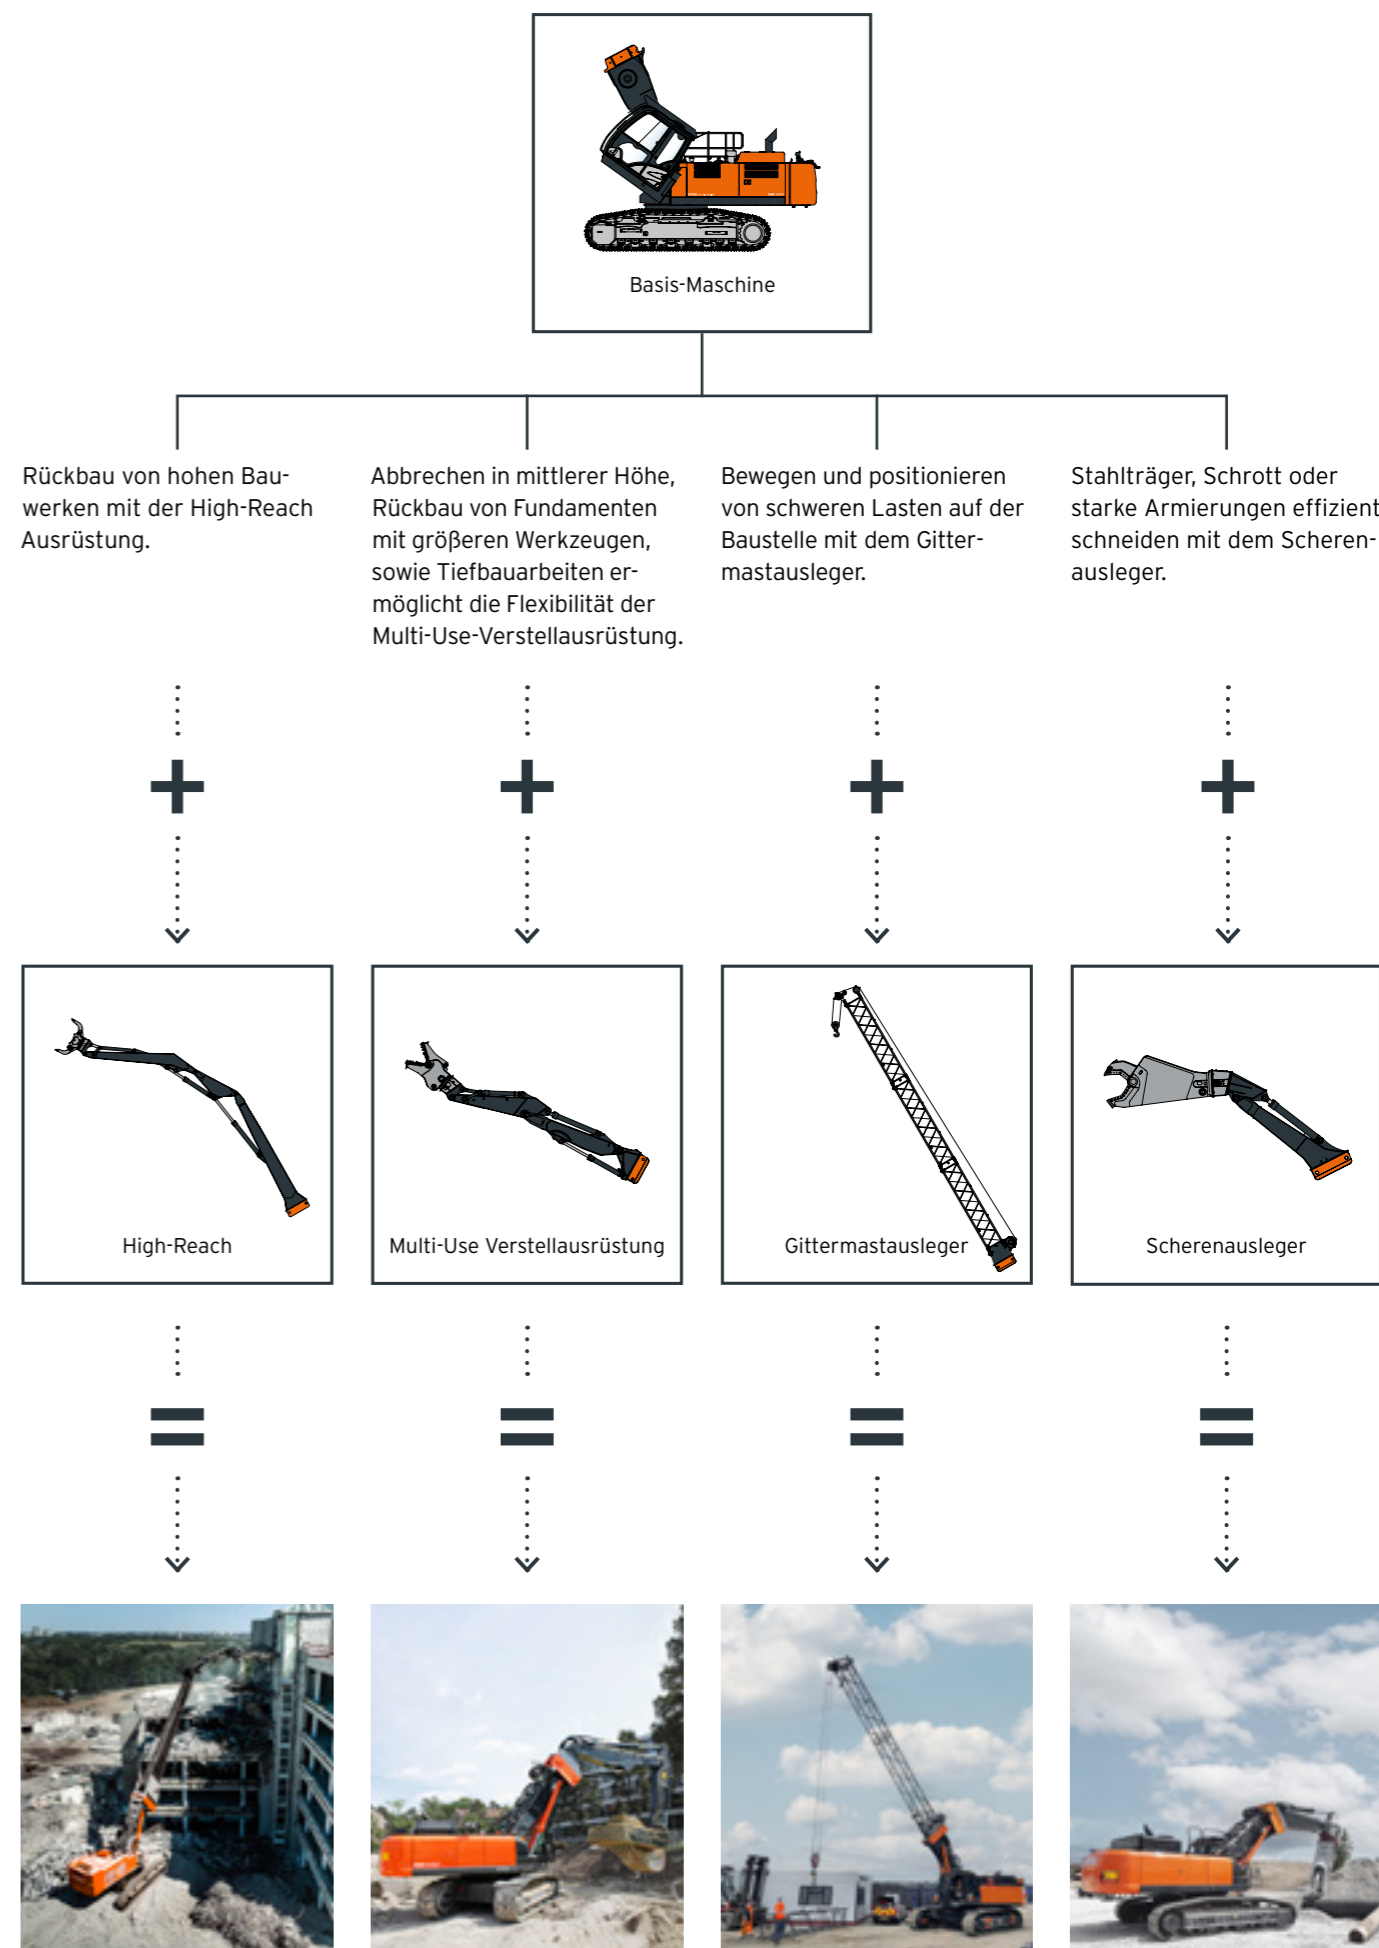 Basis-Maschine
Rückbau von hohen Bau-
werken mit der High-Reach
Ausrüstung.
Abbrechen in mittlerer Höhe,
Rückbau von Fundamenten
mit größeren Werkzeugen,
sowie Tiefbauarbeiten er-
möglicht die Flexibilität der
Multi-Use-Verstellausrüstung.
Bewegen und positionieren
von schweren Lasten auf der
Baustelle mit dem Gitter-
mastausleger.
Stahlträger, Schrott oder
starke Armierungen effizient
schneiden mit dem Scheren-
ausleger.
High-Reach
Multi-Use Verstellausrüstung
Gittermastausleger
Scherenausleger